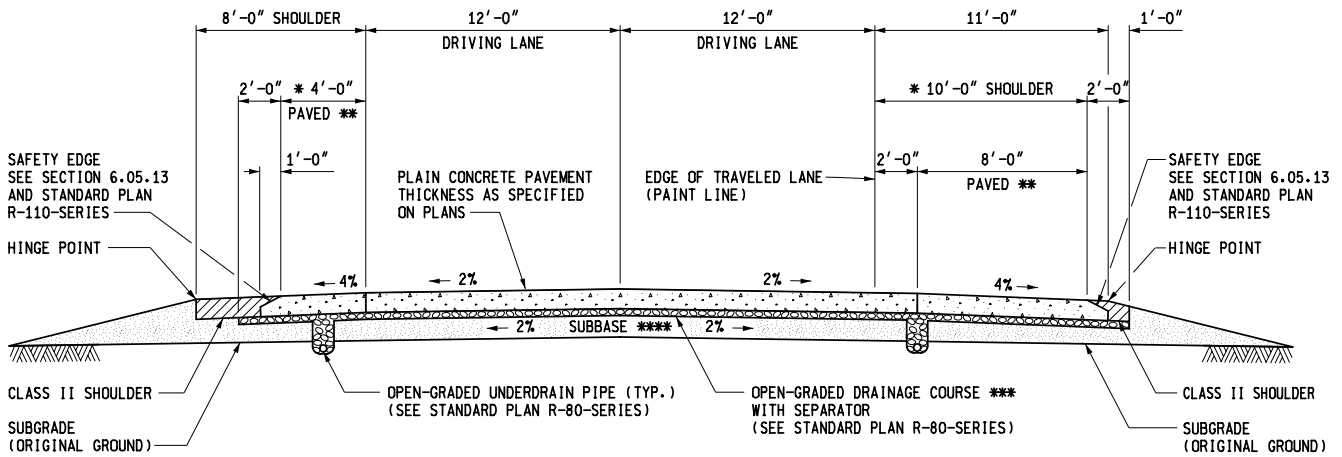 8'-0" SHOULDER
12'-0"
DRIVING LANE
12'-0"
DRIVING LANE
11'-0"
1'-0"
2'-0"
* 4'-0"
PAVED **
* 10'-0" SHOULDER
2'-0"
SAFETY EDGE
SEE SECTION 6.05.13
AND STANDARD PLAN
R-110-SERIES
1'-0"
PLAIN CONCRETE PAVEMENT
THICKNESS AS SPECIFIED
ON PLANS
EDGE OF TRAVELED LANE
(PAINT LINE)
2'-0"
8'-0"
PAVED **
SAFETY EDGE
SEE SECTION 6.05.13
AND STANDARD PLAN
R-110-SERIES
HINGE POINT
HINGE POINT
4%
2%
2%
4%
2%
SUBBASE ****
2%
CLASS II SHOULDER
OPEN-GRADED UNDERDRAIN PIPE (TYP.)
(SEE STANDARD PLAN R-80-SERIES)
OPEN-GRADED DRAINAGE COURSE ***
WITH SEPARATOR
(SEE STANDARD PLAN R-80-SERIES)
CLASS II SHOULDER
SUBGRADE
(ORIGINAL GROUND)
SUBGRADE
(ORIGINAL GROUND)